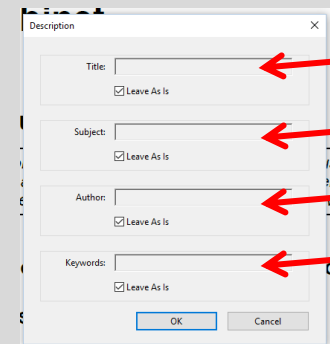 Description
Title:
Leave As Is
Subject:
Leave As Is
Author:
Leave As Is
Keywords:
Leave As Is
OK Cancel